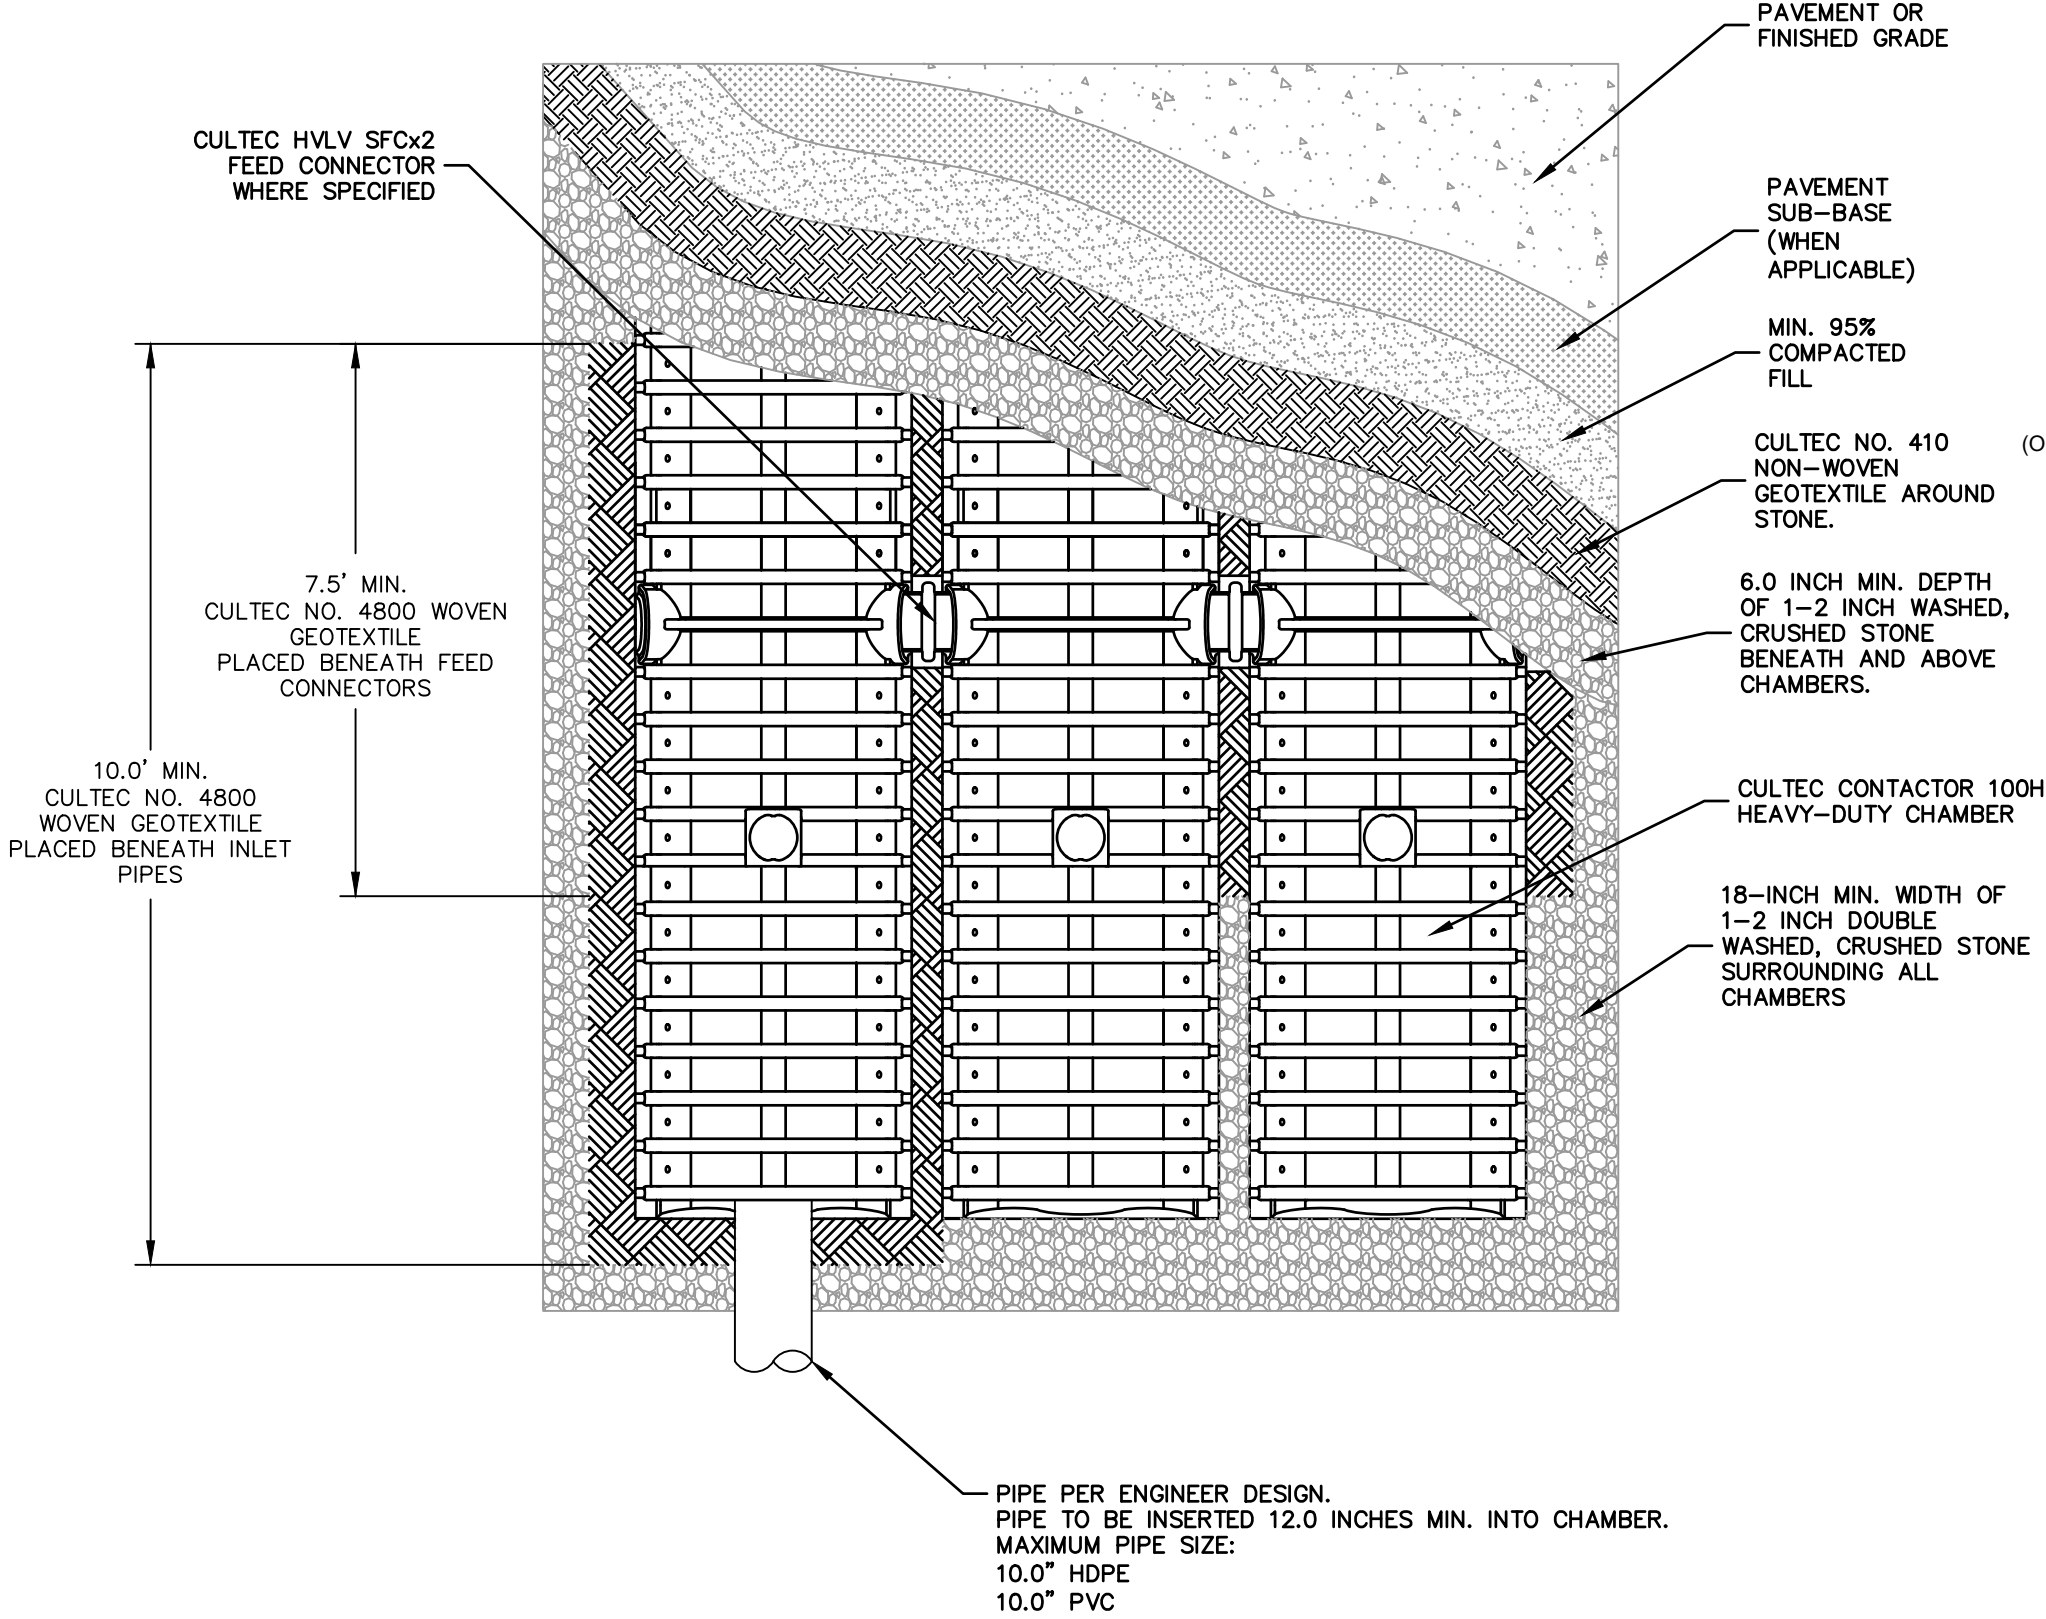 PAVEMENT OR
FINISHED GRADE
CULTEC HVLV SFCx2
FEED CONNECTOR
WHERE SPECIFIED
PAVEMENT
SUB-BASE
(WHEN
APPLICABLE)
MIN. 95%
COMPACTED
FILL
CULTEC NO. 410
NON-WOVEN
GEOTEXTILE AROUND
STONE.
(O
7.5' MIN.
CULTEC NO. 4800 WOVEN
GEOTEXTILE
PLACED BENEATH FEED
CONNECTORS
6.0 INCH MIN. DEPTH
OF 1-2 INCH WASHED,
CRUSHED STONE
BENEATH AND ABOVE
CHAMBERS.
10.0' MIN.
CULTEC NO. 4800
WOVEN GEOTEXTILE
PLACED BENEATH INLET
PIPES
CULTEC CONTACTOR 100H
HEAVY-DUTY CHAMBER
18-INCH MIN. WIDTH OF
1-2 INCH DOUBLE
WASHED, CRUSHED STONE
SURROUNDING ALL
CHAMBERS
PIPE PER ENGINEER DESIGN.
PIPE TO BE INSERTED 12.0 INCHES MIN. INTO CHAMBER.
MAXIMUM PIPE SIZE:
10.0" HDPE
10.0" PVC